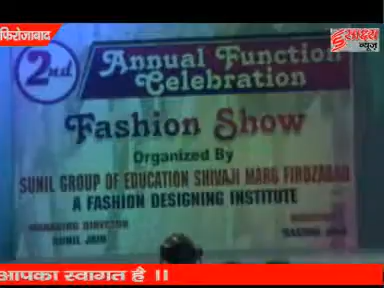 फिरोजाबाद
साक्ष्य
न्यूज़
2nd
Annual Function
Celebration
Fashion Show
Organized By
SUNIL GROUP OF EDUCATION SHIVAJI MARG FIROZABAD
A FASHION DESIGNING INSTITUTE
MANAGING DIRECTOR
SUNIL JAIN
आपका स्वागत है ।।